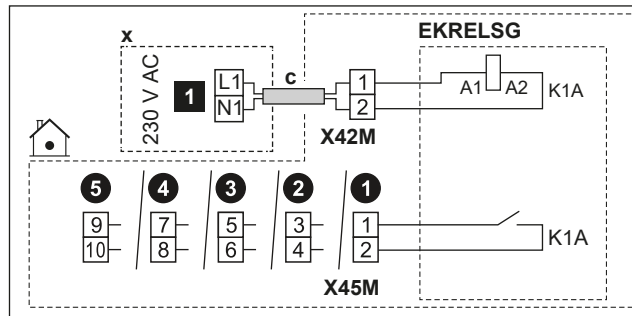 EKRELSG
x
230 V AC
1
L1
N1
c
1
2
X42M
A1 A2
K1A
5 4 3 2 1
9 7 5 3 1
10 8 6 4 2
K1A
X45M